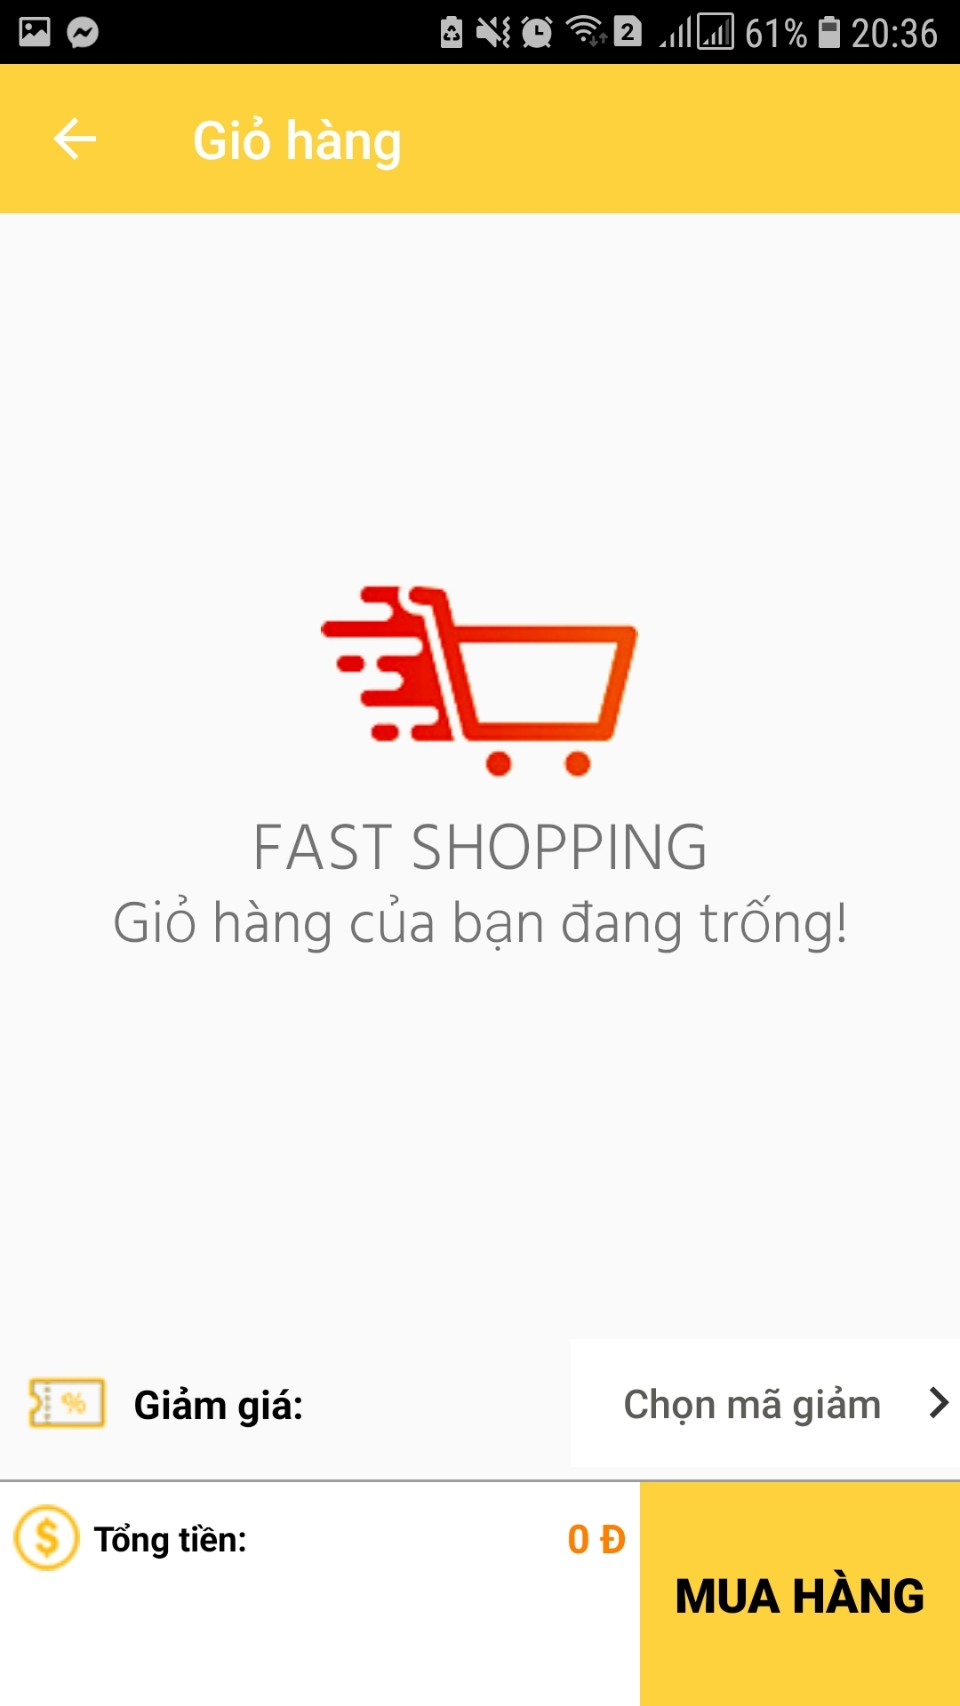 2 61% 20:36
Giỏ hàng
FAST SHOPPING
Giỏ hàng của bạn đang trống!
% Giảm giá: Chọn mã giảm
$ Tổng tiền: 0 Đ
MUA HÀNG